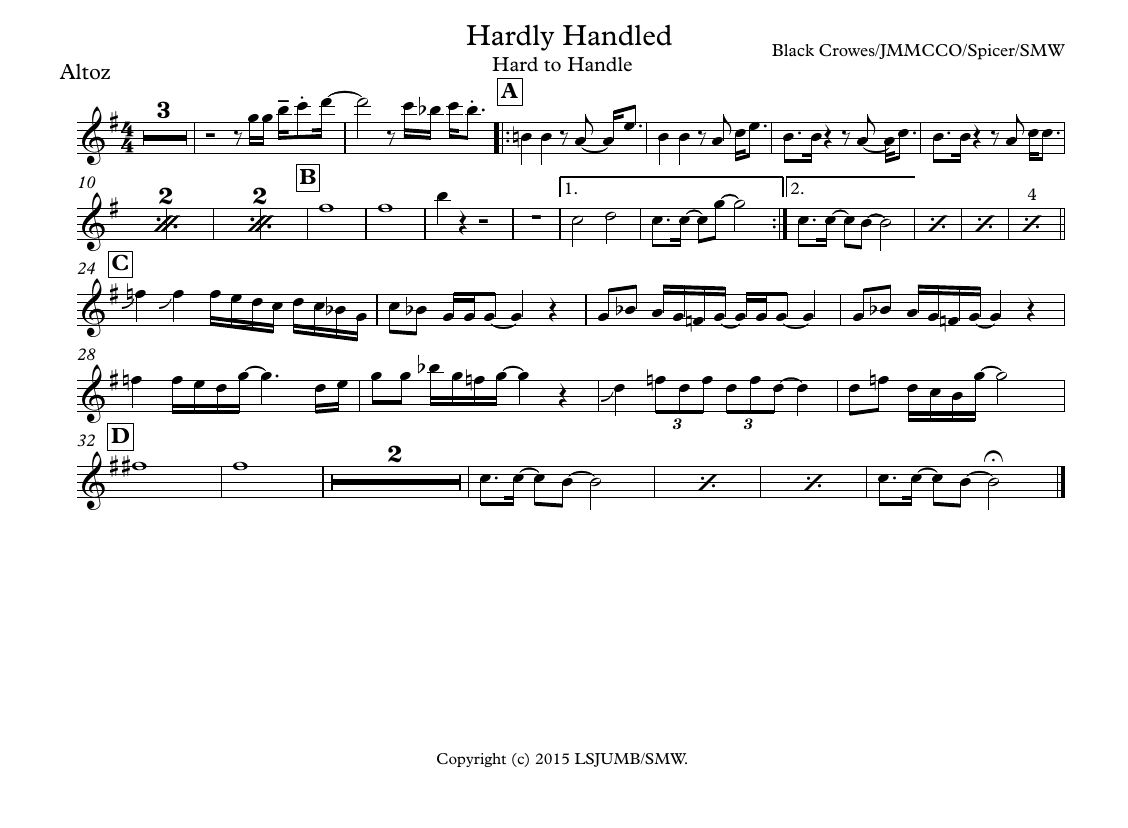 Hardly Handled
Hard to Handle
Black Crowes/JMMCCO/Spicer/SMW
Altoz
A
3
10
2
2
B
1.
2.
4
24
C
28
3
3
32
D
2
Copyright (c) 2015 LSJUMB/SMW.